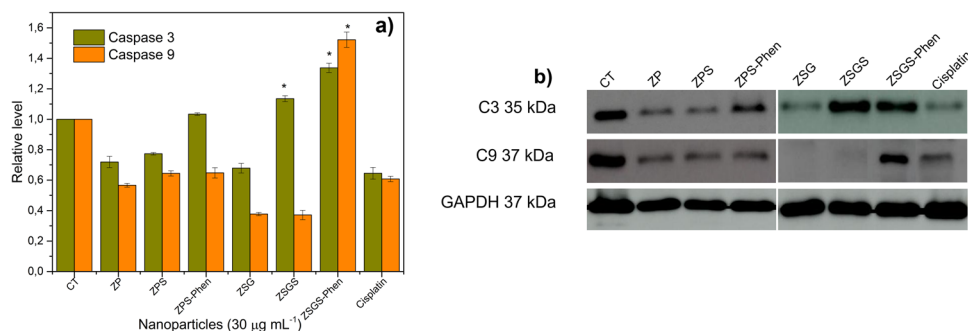 a)
Caspase 3
Caspase 9
1,6
1,4
1,2
1,0
0,8
0,6
0,4
0,2
0,0
Relative level
* * *
CT ZP ZPS ZPS-Phen ZSG ZSGS ZSGS-Phen Cisplatin
Nanoparticles (30 µg mL⁻¹)
b)
CT ZP ZPS ZPS-Phen ZSG ZSGS ZSGS-Phen Cisplatin
C3 35 kDa
C9 37 kDa
GAPDH 37 kDa